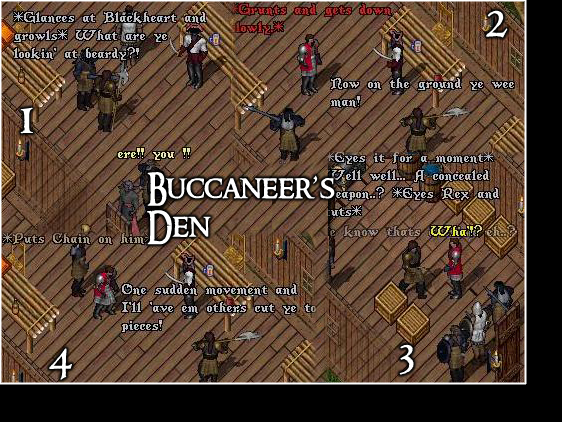 *Glances at Blackheart and
growls* What are ye
lookin' at beardy?!
1
*Grunts and gets down
lowly*
2
Now on the ground ye wee
man!
ere!! you !!
BUCCANEER'S
DEN
*Eyes it for a moment*
Well well... A concealed
eapon..? *Eyes Rex and
uts*
know thats Wha!!? eh..?
3
*Puts Chain on him*
One sudden movement and
I'll 'ave em others cut ye to
pieces!
4